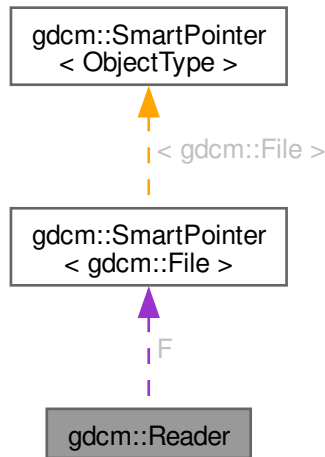 gdcm::SmartPointer
< ObjectType >
< gdcm::File >
gdcm::SmartPointer
< gdcm::File >
F
gdcm::Reader